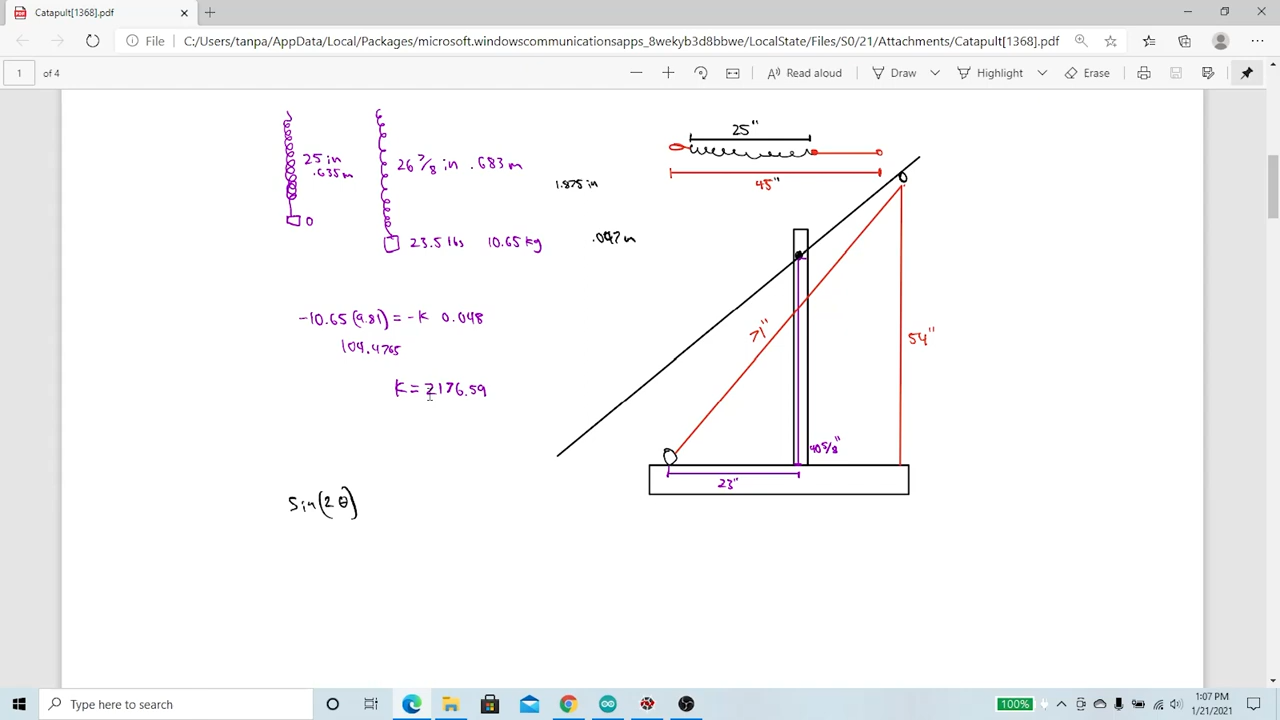 Catapult[1368].pdf
File
C:/Users/tanpa/AppData/Local/Packages/microsoft.windowscommunicationsapps_8wekyb3d8bbwe/LocalState/Files/S0/21/Attachments/Catapult[1368].pdf
1 of 4
Read aloud
Draw
Highlight
Erase
25 in
.635m
0
26 7/8 in .683 m
23.5 lbs 10.65 kg
1.875 in
.047 m
25"
45"
-10.65(9.81) = -K 0.048
104.4765
K = 2176.59
Sin(2θ)
71"
54"
40 5/8"
23"
Type here to search
100%
1:07 PM
1/21/2021